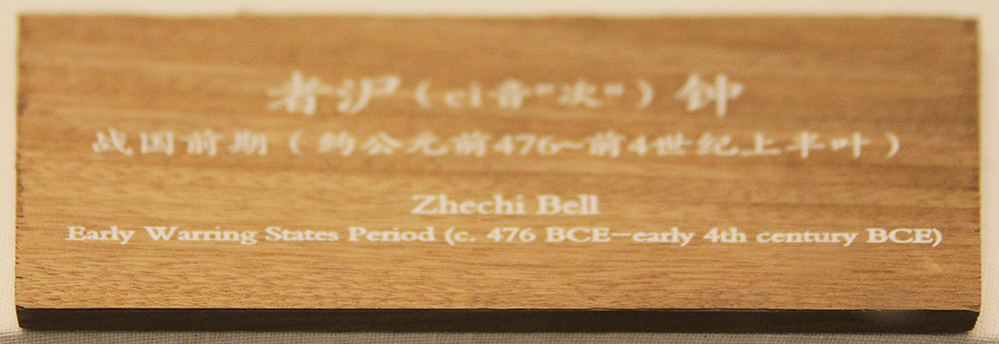 者沪（ci音"次"）钟
战国前期（約公元前476~前4世纪上半叶）
Zhechi Bell
Early Warring States Period (c. 476 BCE—early 4th century BCE)